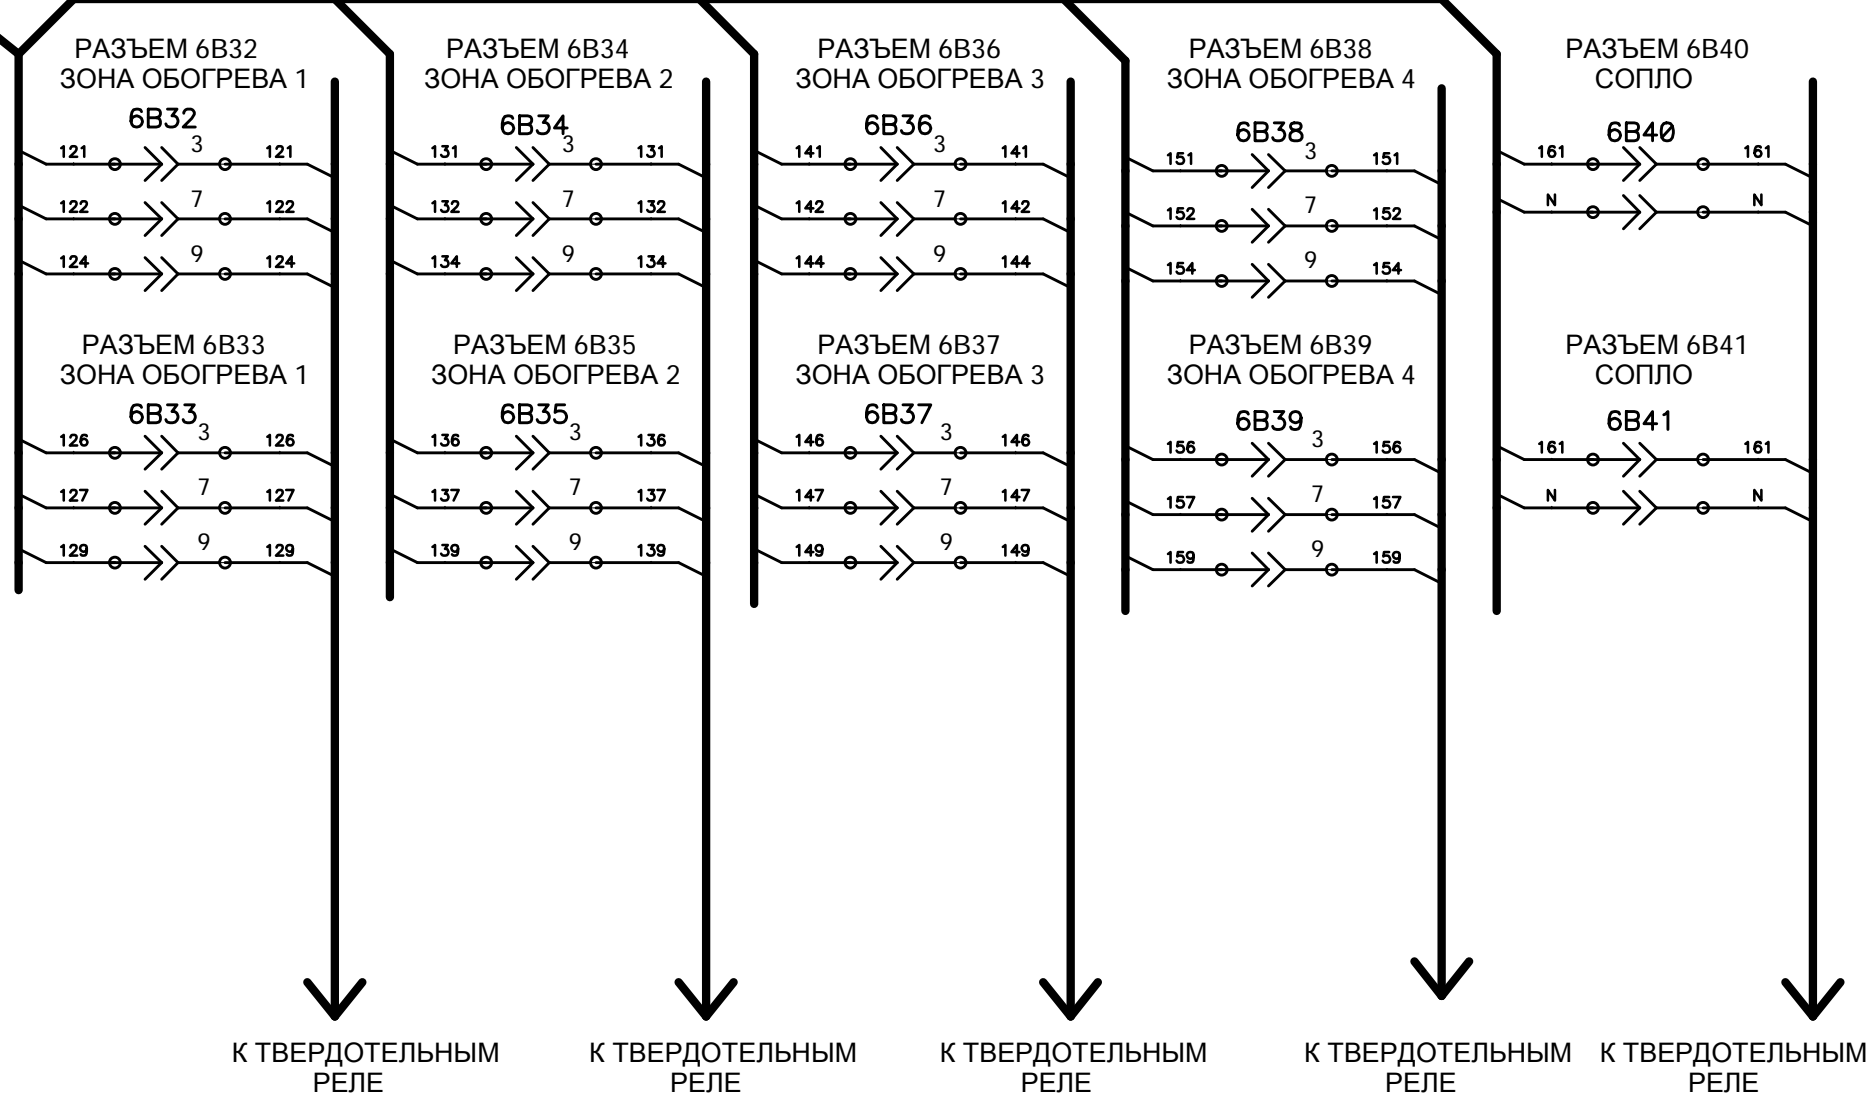 РАЗЪЕМ 6В32
ЗОНА ОБОГРЕВА 1
6В32
121 3 121
122 7 122
124 9 124
РАЗЪЕМ 6В33
ЗОНА ОБОГРЕВА 1
6В33
126 3 126
127 7 127
129 9 129
К ТВЕРДОТЕЛЬНЫМ
РЕЛЕ
РАЗЪЕМ 6В34
ЗОНА ОБОГРЕВА 2
6В34
131 3 131
132 7 132
134 9 134
РАЗЪЕМ 6В35
ЗОНА ОБОГРЕВА 2
6В35
136 3 136
137 7 137
139 9 139
К ТВЕРДОТЕЛЬНЫМ
РЕЛЕ
РАЗЪЕМ 6В36
ЗОНА ОБОГРЕВА 3
6В36
141 3 141
142 7 142
144 9 144
РАЗЪЕМ 6В37
ЗОНА ОБОГРЕВА 3
6В37
146 3 146
147 7 147
149 9 149
К ТВЕРДОТЕЛЬНЫМ
РЕЛЕ
РАЗЪЕМ 6В38
ЗОНА ОБОГРЕВА 4
6В38
151 3 151
152 7 152
154 9 154
РАЗЪЕМ 6В39
ЗОНА ОБОГРЕВА 4
6В39
156 3 156
157 7 157
159 9 159
К ТВЕРДОТЕЛЬНЫМ
РЕЛЕ
РАЗЪЕМ 6В40
СОПЛО
6В40
161 161
N N
РАЗЪЕМ 6В41
СОПЛО
6В41
161 161
N N
К ТВЕРДОТЕЛЬНЫМ
РЕЛЕ